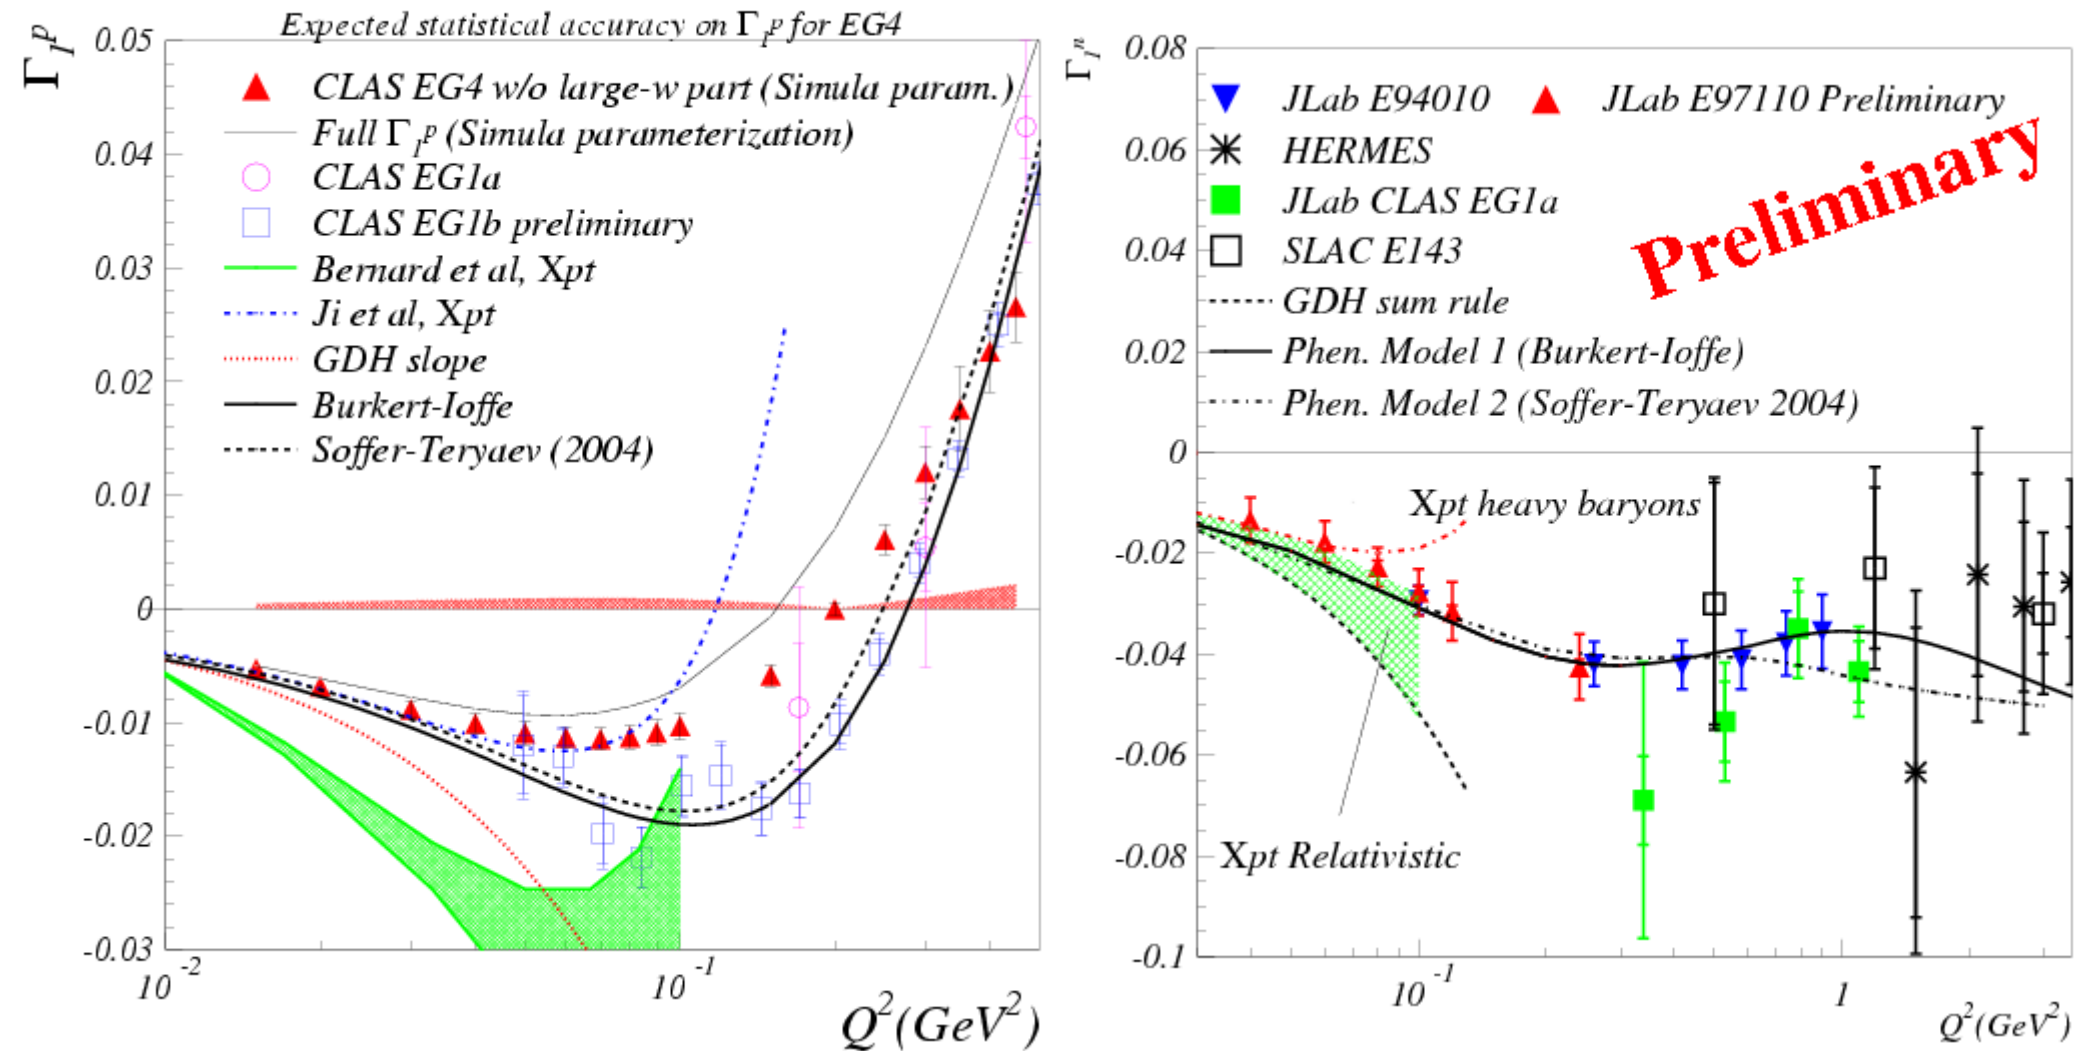 Expected statistical accuracy on Γ₁ᵖ for EG4
Γ₁ᵖ
0.05
0.04
0.03
0.02
0.01
0
-0.01
-0.02
-0.03
CLAS EG4 w/o large-w part (Simula param.)
Full Γ₁ᵖ (Simula parameterization)
CLAS EG1a
CLAS EG1b preliminary
Bernard et al, Xpt
Ji et al, Xpt
GDH slope
Burkert-Ioffe
Soffer-Teryaev (2004)
10⁻² 10⁻¹
Q²(GeV²)
Γ₁ⁿ
0.08
0.06
0.04
0.02
0
-0.02
-0.04
-0.06
-0.08
-0.1
JLab E94010 JLab E97110 Preliminary
HERMES
JLab CLAS EG1a
SLAC E143
GDH sum rule
Phen. Model 1 (Burkert-Ioffe)
Phen. Model 2 (Soffer-Teryaev 2004)
Preliminary
Xpt heavy baryons
Xpt Relativistic
10⁻¹ 1
Q²(GeV²)